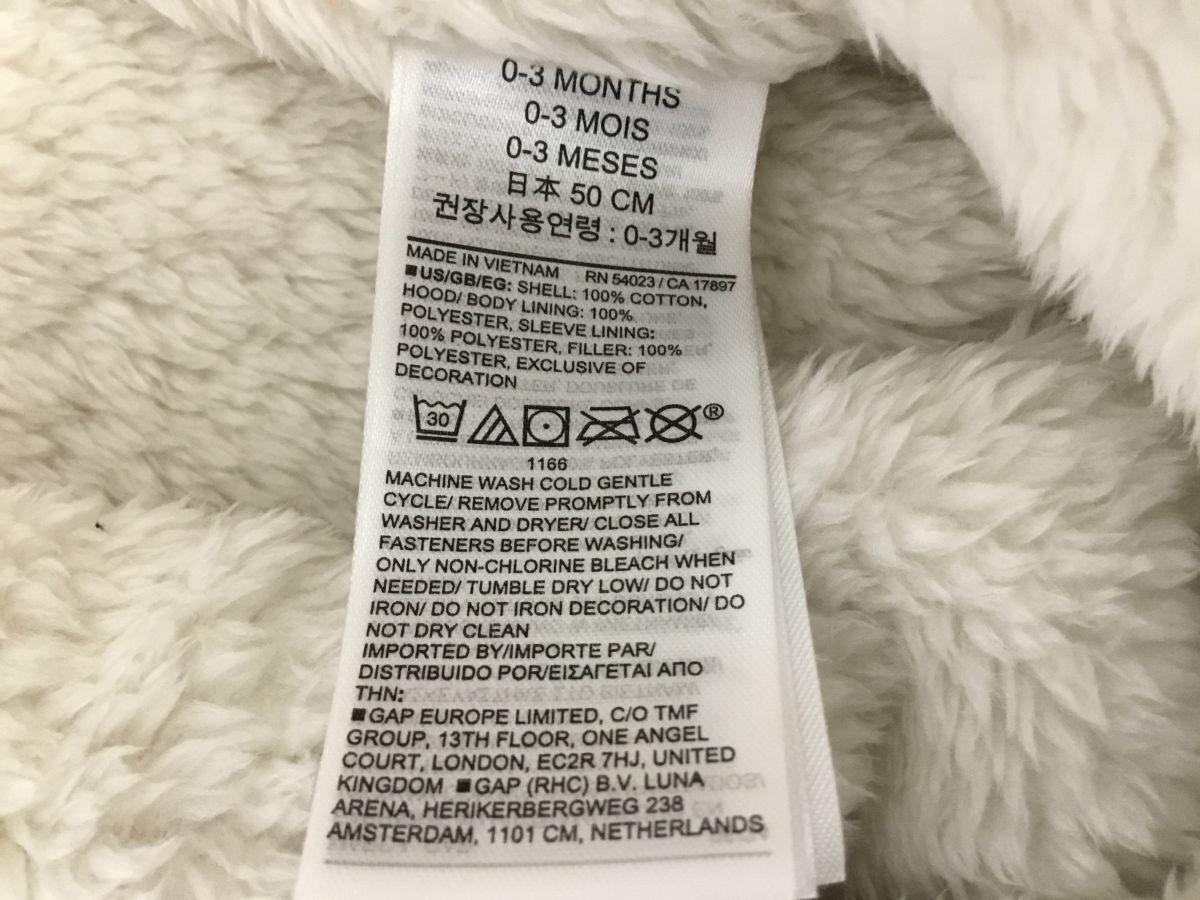 0-3 MONTHS
0-3 MOIS
0-3 MESES
日本 50 CM
권장사용연령 : 0-3개월
MADE IN VIETNAM RN 54023 / CA 17897
■US/GB/EG: SHELL: 100% COTTON,
HOOD/ BODY LINING: 100%
POLYESTER, SLEEVE LINING:
100% POLYESTER, FILLER: 100%
POLYESTER, EXCLUSIVE OF
DECORATION
30 ®
1166
MACHINE WASH COLD GENTLE
CYCLE/ REMOVE PROMPTLY FROM
WASHER AND DRYER/ CLOSE ALL
FASTENERS BEFORE WASHING/
ONLY NON-CHLORINE BLEACH WHEN
NEEDED/ TUMBLE DRY LOW/ DO NOT
IRON/ DO NOT IRON DECORATION/ DO
NOT DRY CLEAN
IMPORTED BY/IMPORTE PAR/
DISTRIBUIDO POR/ΕΙΣΑΓΕΤΑΙ ΑΠΟ
ΤΗΝ:
■GAP EUROPE LIMITED, C/O TMF
GROUP, 13TH FLOOR, ONE ANGEL
COURT, LONDON, EC2R 7HJ, UNITED
KINGDOM ■GAP (RHC) B.V. LUNA
ARENA, HERIKERBERGWEG 238
AMSTERDAM, 1101 CM, NETHERLANDS